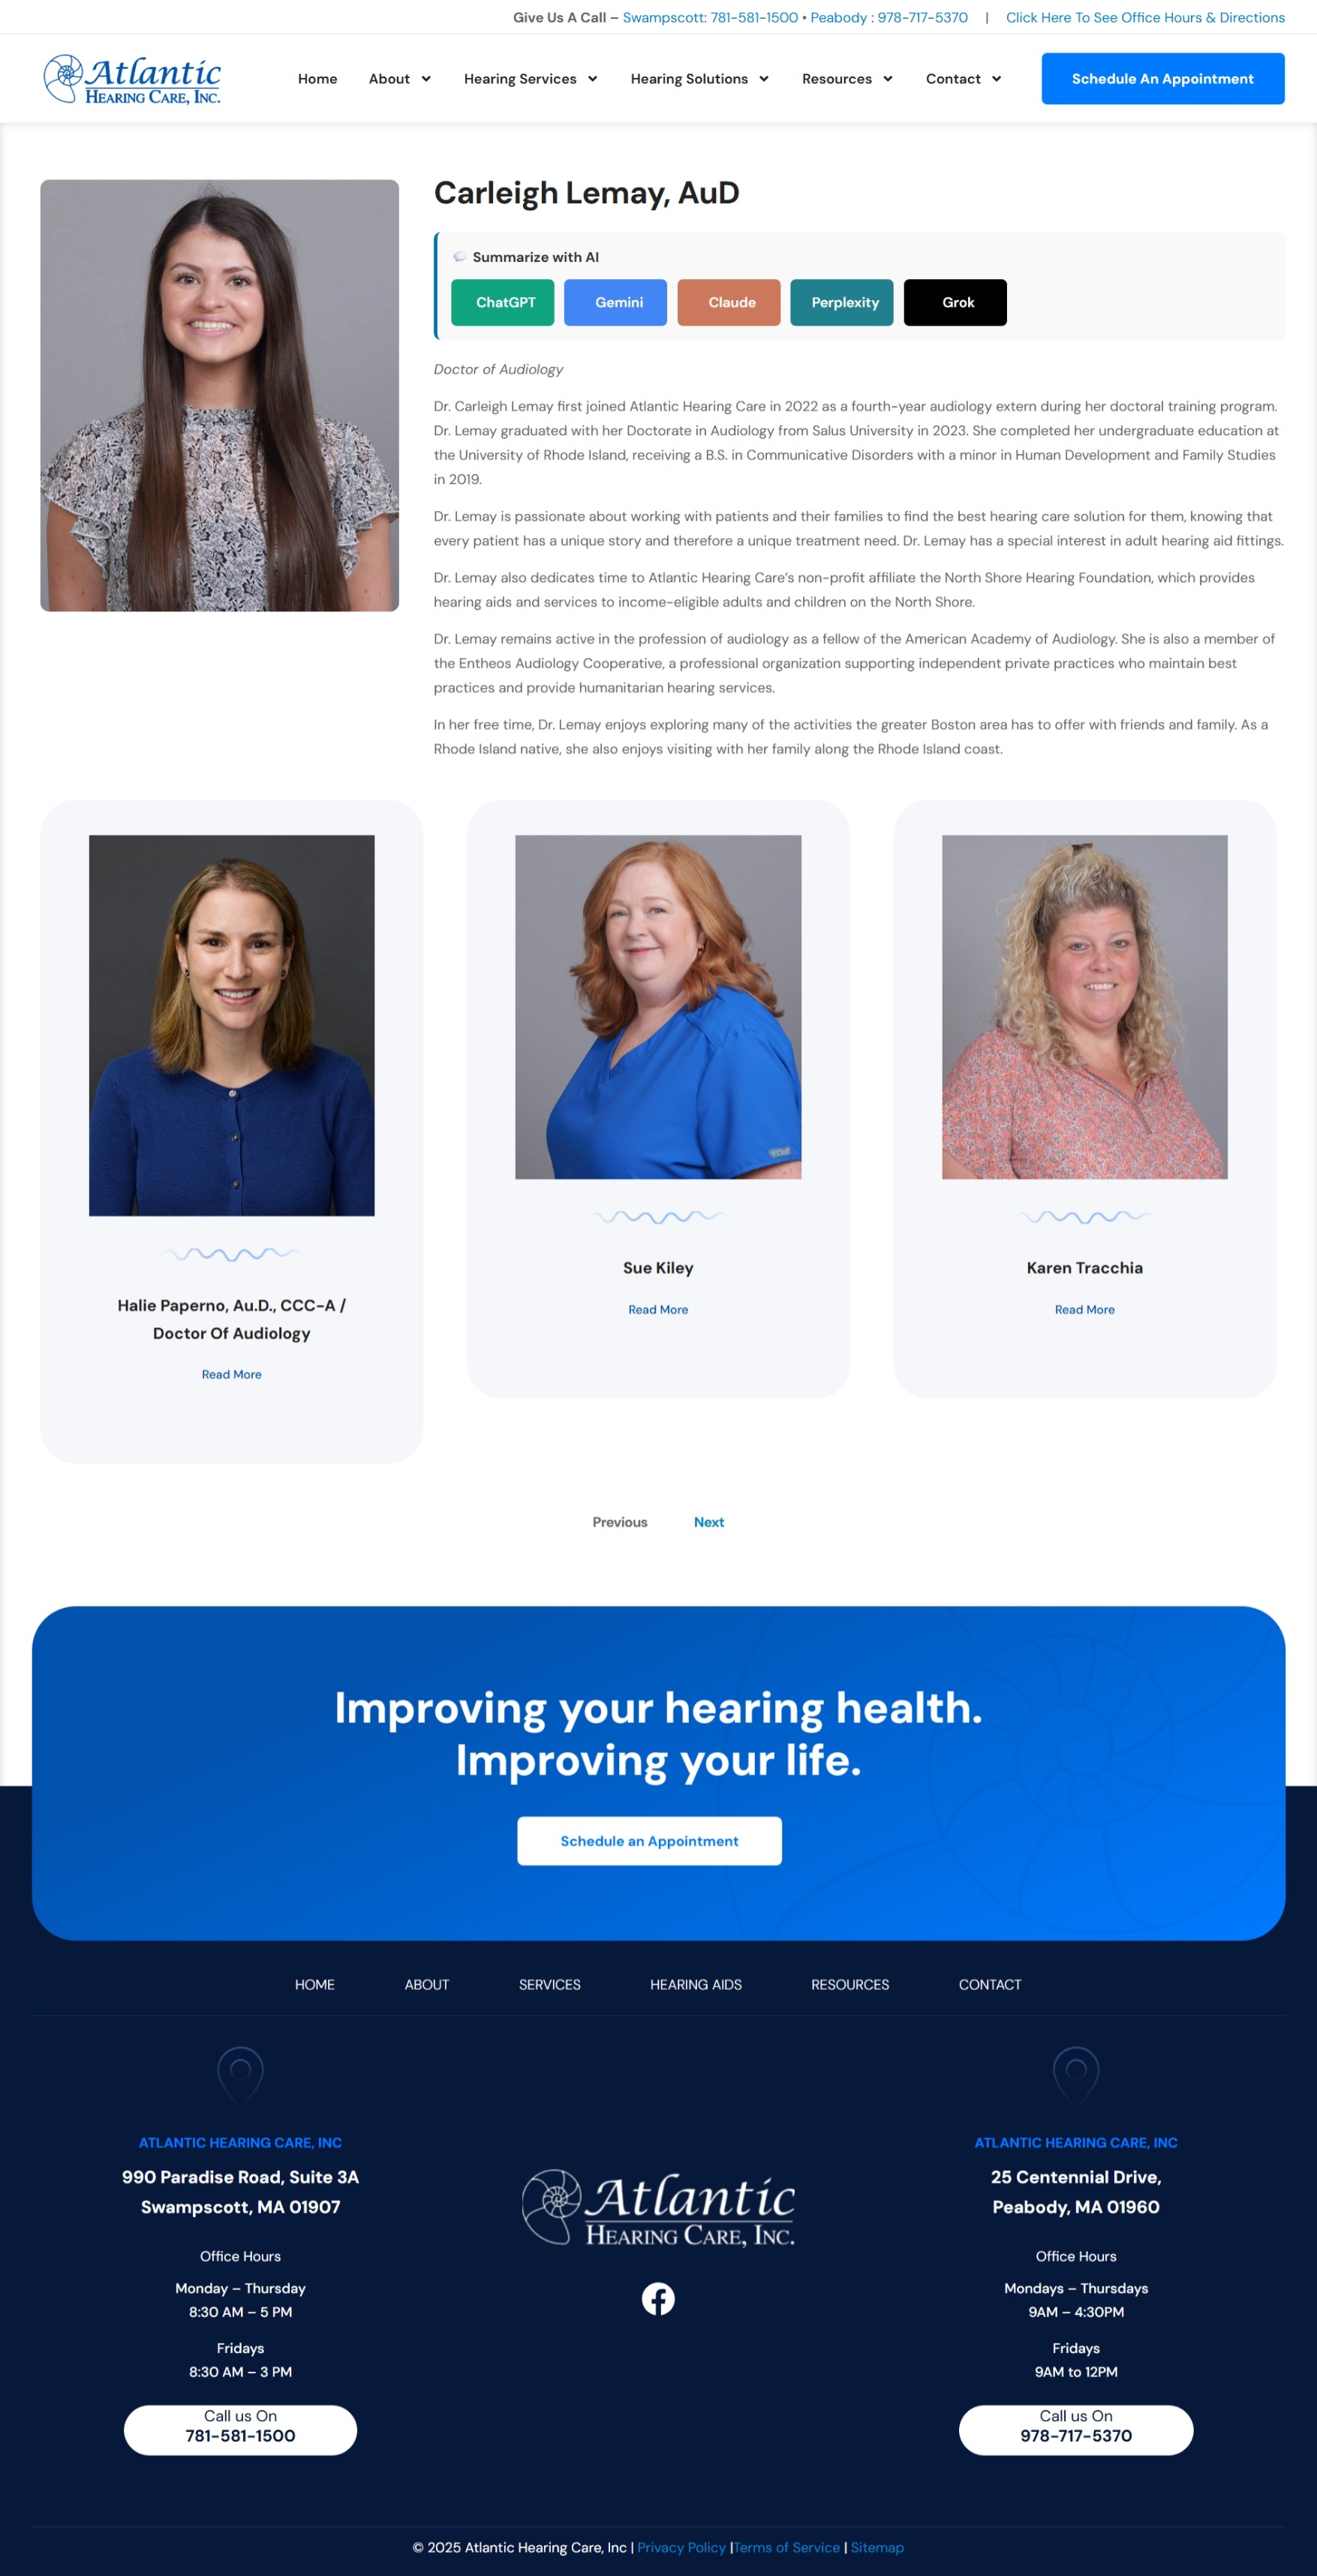 Give Us A Call – Swampscott: 781-581-1500 • Peabody : 978-717-5370 | Click Here To See Office Hours & Directions
Atlantic
HEARING CARE, INC.
Home About Hearing Services Hearing Solutions Resources Contact Schedule An Appointment
Carleigh Lemay, AuD
Summarize with AI
ChatGPT Gemini Claude Perplexity Grok
Doctor of Audiology
Dr. Carleigh Lemay first joined Atlantic Hearing Care in 2022 as a fourth-year audiology extern during her doctoral training program.
Dr. Lemay graduated with her Doctorate in Audiology from Salus University in 2023. She completed her undergraduate education at
the University of Rhode Island, receiving a B.S. in Communicative Disorders with a minor in Human Development and Family Studies
in 2019.
Dr. Lemay is passionate about working with patients and their families to find the best hearing care solution for them, knowing that
every patient has a unique story and therefore a unique treatment need. Dr. Lemay has a special interest in adult hearing aid fittings.
Dr. Lemay also dedicates time to Atlantic Hearing Care's non-profit affiliate the North Shore Hearing Foundation, which provides
hearing aids and services to income-eligible adults and children on the North Shore.
Dr. Lemay remains active in the profession of audiology as a fellow of the American Academy of Audiology. She is also a member of
the Entheos Audiology Cooperative, a professional organization supporting independent private practices who maintain best
practices and provide humanitarian hearing services.
In her free time, Dr. Lemay enjoys exploring many of the activities the greater Boston area has to offer with friends and family. As a
Rhode Island native, she also enjoys visiting with her family along the Rhode Island coast.
Halie Paperno, Au.D., CCC-A /
Doctor Of Audiology
Read More
Sue Kiley
Read More
Karen Tracchia
Read More
Previous Next
Improving your hearing health.
Improving your life.
Schedule an Appointment
HOME ABOUT SERVICES HEARING AIDS RESOURCES CONTACT
ATLANTIC HEARING CARE, INC
990 Paradise Road, Suite 3A
Swampscott, MA 01907
Office Hours
Monday – Thursday
8:30 AM – 5 PM
Fridays
8:30 AM – 3 PM
Call us On
781-581-1500
Atlantic
HEARING CARE, INC.
ATLANTIC HEARING CARE, INC
25 Centennial Drive,
Peabody, MA 01960
Office Hours
Mondays – Thursdays
9AM – 4:30PM
Fridays
9AM to 12PM
Call us On
978-717-5370
© 2025 Atlantic Hearing Care, Inc | Privacy Policy |Terms of Service | Sitemap